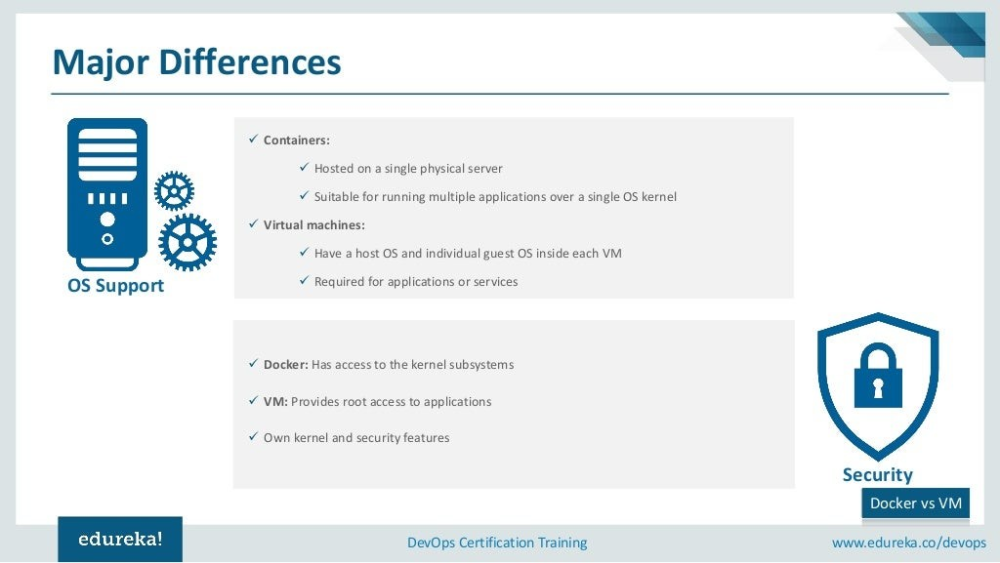 Major Differences
Containers:
Hosted on a single physical server
Suitable for running multiple applications over a single OS kernel
Virtual machines:
Have a host OS and individual guest OS inside each VM
Required for applications or services
OS Support
Docker: Has access to the kernel subsystems
VM: Provides root access to applications
Own kernel and security features
Security
Docker vs VM
edureka!
DevOps Certification Training
www.edureka.co/devops